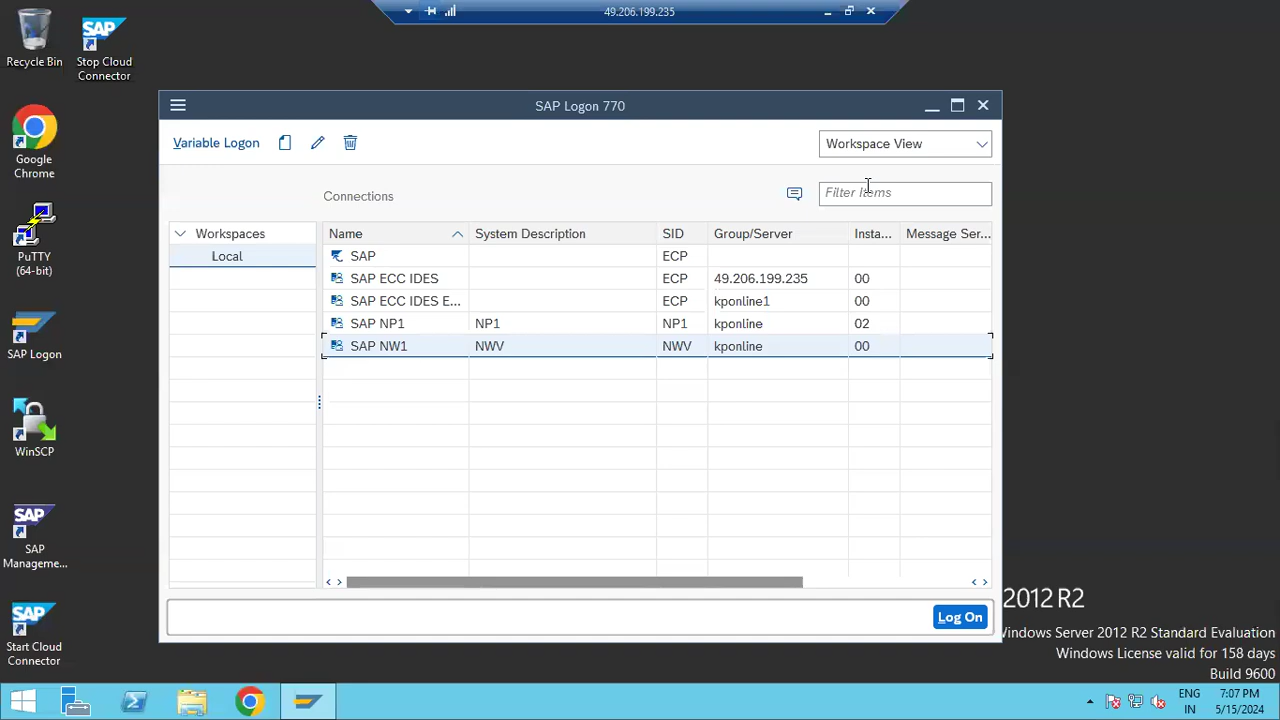 49.206.199.235
Recycle Bin
SAP
Stop Cloud
Connector
Google
Chrome
PuTTY
(64-bit)
SAP Logon
WinSCP
SAP
SAP
Manageme...
SAP
Start Cloud
Connector
SAP Logon 770
Variable Logon
Workspace View
Connections
Filter Items
Workspaces
Local
Name System Description SID Group/Server Insta... Message Ser...
SAP ECP
SAP ECC IDES ECP 49.206.199.235 00
SAP ECC IDES E... ECP kponline1 00
SAP NP1 NP1 NP1 kponline 02
SAP NW1 NWV NWV kponline 00
Log On
2012 R2
Windows Server 2012 R2 Standard Evaluation
Windows License valid for 158 days
Build 9600
ENG
IN
7:07 PM
5/15/2024